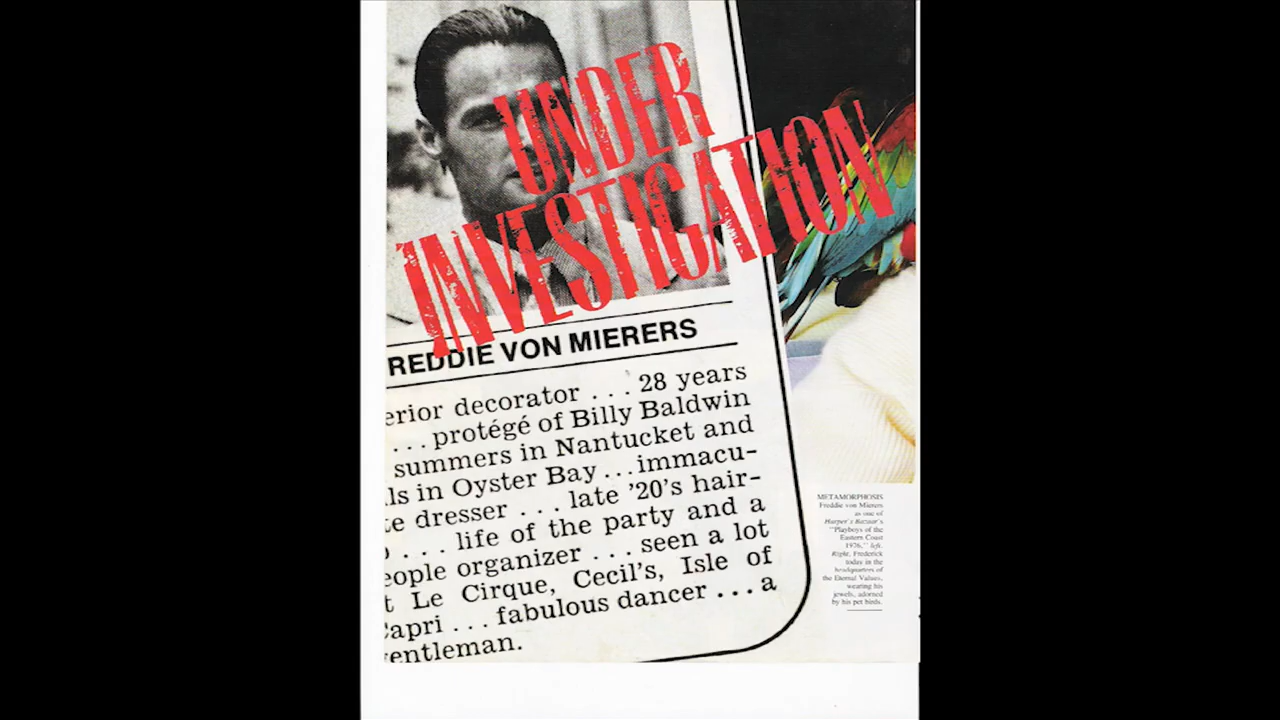 UNDER
INVESTIGATION
REDDIE VON MIERERS
erior decorator . . . 28 years
. . . protégé of Billy Baldwin
summers in Nantucket and
ls in Oyster Bay . . . immacu-
te dresser . . . late '20's hair-
. . . life of the party and a
eople organizer . . . seen a lot
t Le Cirque, Cecil's, Isle of
Capri . . . fabulous dancer . . . a
entleman.
METAMORPHOSIS
Freddie von Mierers
as one of
Harper's Bazaar's
"Playboys of the
Eastern Coast
1976," left.
Right, Frederick
today in the
headquarters of
the Eternal Values,
wearing his
jewels, adorned
by his pet birds.